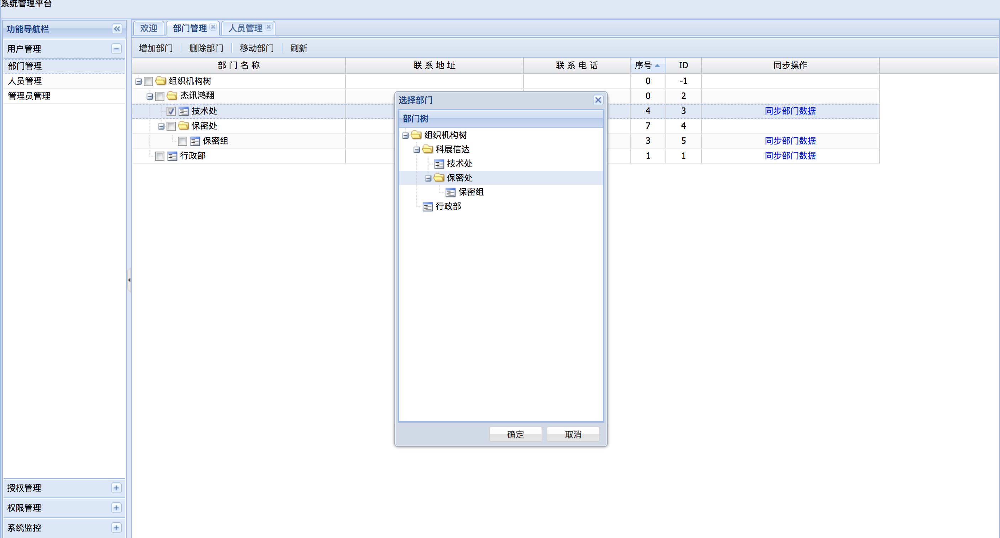 系统管理平台
功能导航栏
用户管理
部门管理
人员管理
管理员管理
授权管理
权限管理
系统监控
欢迎 部门管理 人员管理
增加部门 删除部门 移动部门 刷新
部门名称 联系地址 联系电话 序号 ID 同步操作
组织机构树 0 -1
杰讯鸿翔 0 2
技术处 4 3 同步部门数据
保密处 7 4
保密组 3 5 同步部门数据
行政部 1 1 同步部门数据
选择部门
部门树
组织机构树
科展信达
技术处
保密处
保密组
行政部
确定 取消